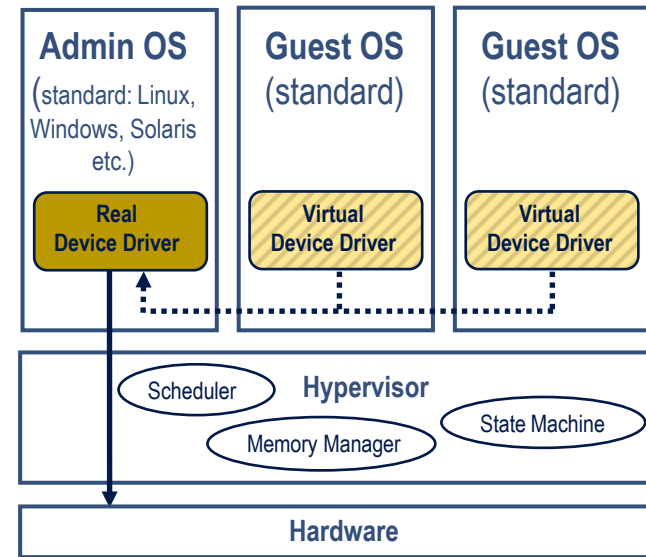 Admin OS
(standard: Linux,
Windows, Solaris
etc.)
Real
Device Driver
Guest OS
(standard)
Virtual
Device Driver
Guest OS
(standard)
Virtual
Device Driver
Scheduler
Hypervisor
State Machine
Memory Manager
Hardware